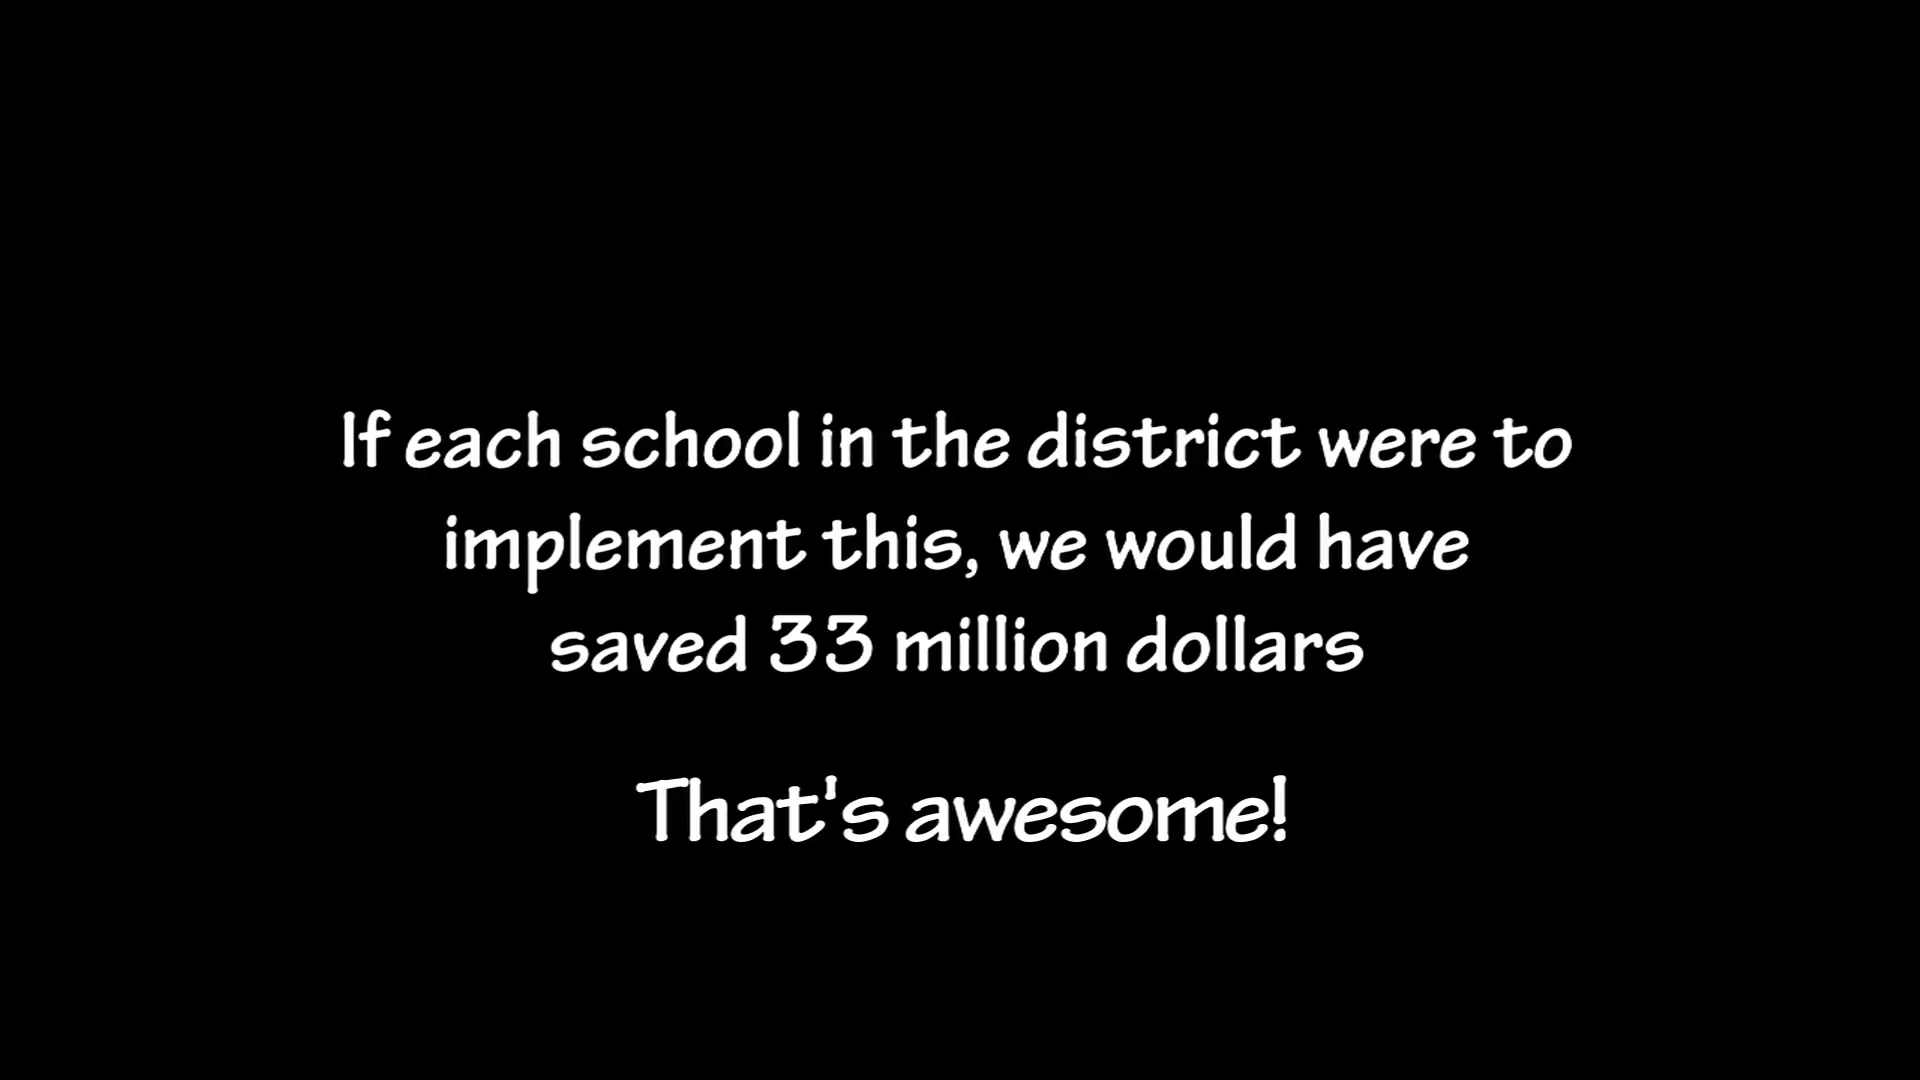 If each school in the district were to
implement this, we would have
saved 33 million dollars
That's awesome!